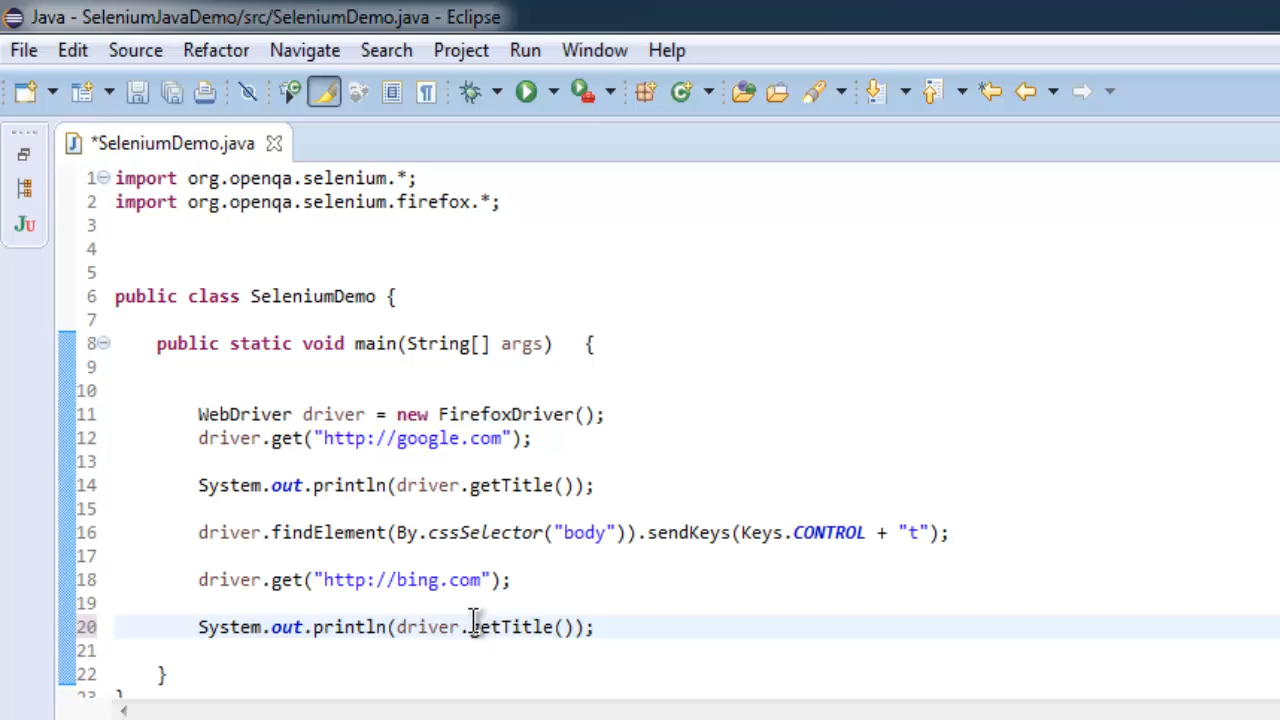 Java - SeleniumJavaDemo/src/SeleniumDemo.java - Eclipse
File Edit Source Refactor Navigate Search Project Run Window Help
*SeleniumDemo.java
1 import org.openqa.selenium.*;
2 import org.openqa.selenium.firefox.*;
3
4
5
6 public class SeleniumDemo {
7
8 public static void main(String[] args) {
9
10
11 WebDriver driver = new FirefoxDriver();
12 driver.get("http://google.com");
13
14 System.out.println(driver.getTitle());
15
16 driver.findElement(By.cssSelector("body")).sendKeys(Keys.CONTROL + "t");
17
18 driver.get("http://bing.com");
19
20 System.out.println(driver.getTitle());
21
22 }
23 }
JU